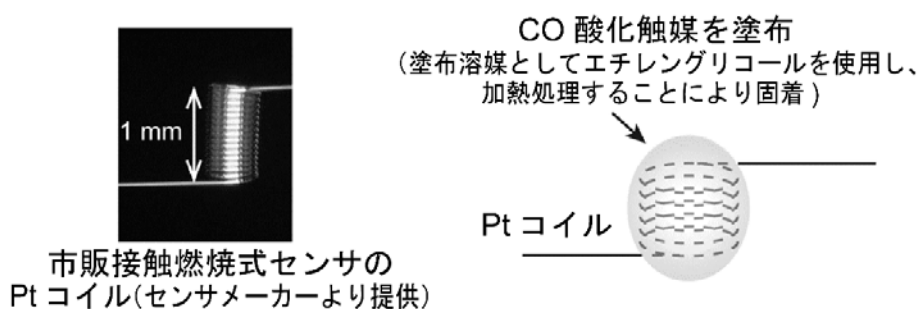 1 mm
市販接触燃焼式センサの
Pt コイル(センサメーカーより提供)
CO 酸化触媒を塗布
(塗布溶媒としてエチレングリコールを使用し、
加熱処理することにより固着)
Pt コイル